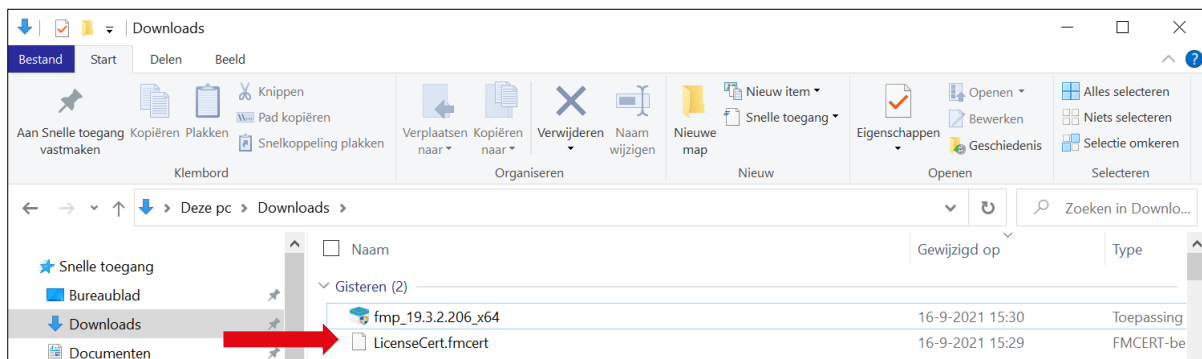 Downloads
Bestand Start Delen Beeld
Aan Snelle toegang vastmaken
Kopiëren
Plakken
Knippen
Pad kopiëren
Snelkoppeling plakken
Klembord
Verplaatsen naar
Kopiëren naar
Verwijderen
Naam wijzigen
Organiseren
Nieuwe map
Nieuw item
Snelle toegang
Nieuw
Eigenschappen
Openen
Bewerken
Geschiedenis
Openen
Alles selecteren
Niets selecteren
Selectie omkeren
Selecteren
Deze pc > Downloads >
Zoeken in Downlo...
Snelle toegang
Bureaublad
Downloads
Documenten
Naam Gewijzigd op Type
Gisteren (2)
fmp_19.3.2.206_x64 16-9-2021 15:30 Toepassing
LicenseCert.fmcert 16-9-2021 15:29 FMCERT-be